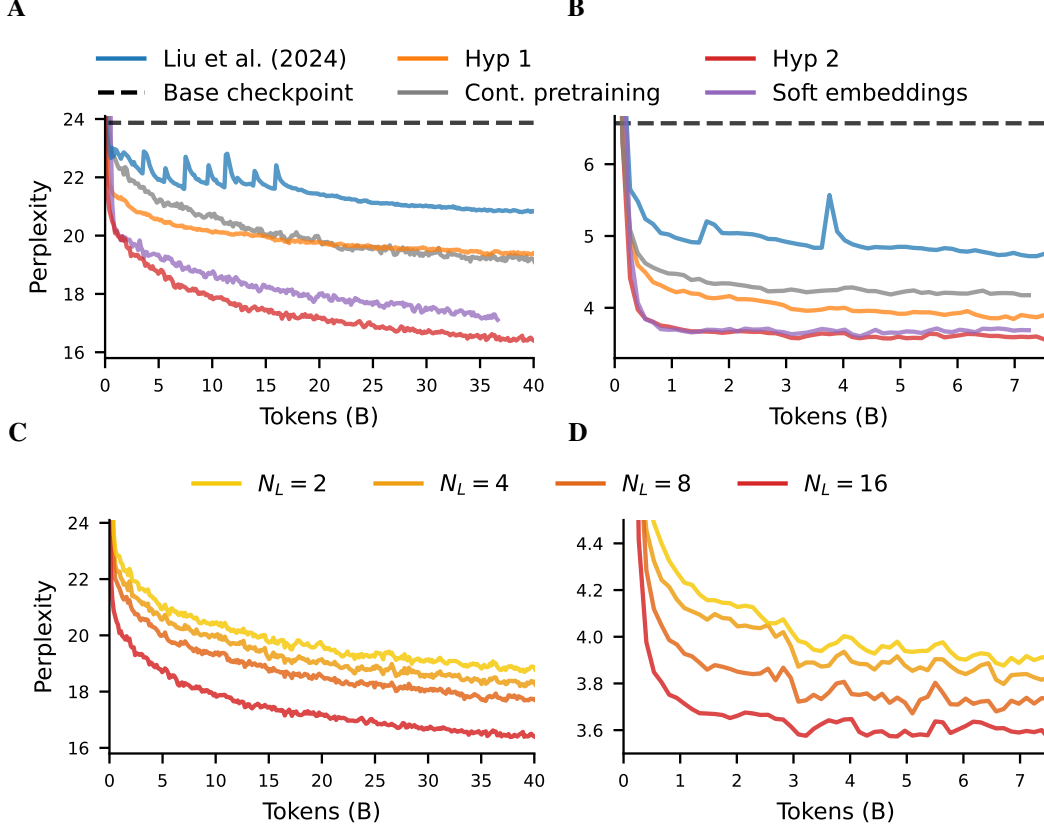 A
B
Liu et al. (2024)
Hyp 1
Hyp 2
Base checkpoint
Cont. pretraining
Soft embeddings
24
22
20
18
16
Perplexity
0 5 10 15 20 25 30 35 40
Tokens (B)
6
5
4
0 1 2 3 4 5 6 7
Tokens (B)
C
D
N_L = 2
N_L = 4
N_L = 8
N_L = 16
24
22
20
18
16
Perplexity
0 5 10 15 20 25 30 35 40
Tokens (B)
4.4
4.2
4.0
3.8
3.6
0 1 2 3 4 5 6 7
Tokens (B)